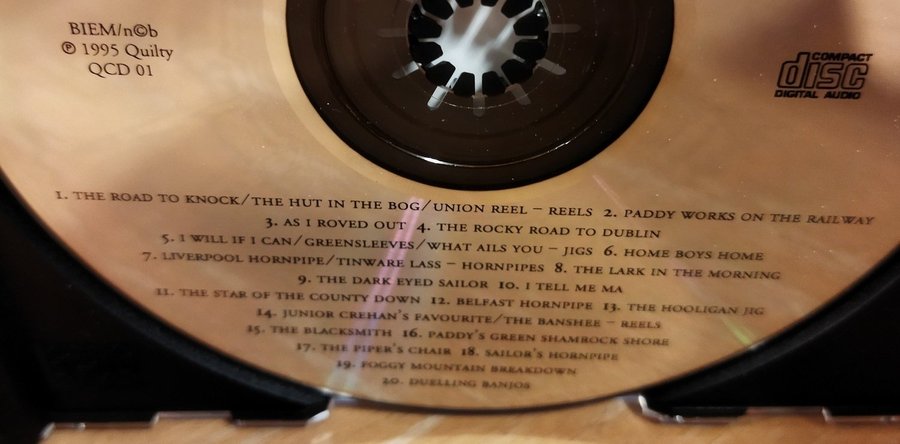 BIEM/n©b
℗ 1995 Quilty
QCD 01
COMPACT
disc
DIGITAL AUDIO
1. THE ROAD TO KNOCK/THE HUT IN THE BOG/UNION REEL – REELS 2. PADDY WORKS ON THE RAILWAY
3. AS I ROVED OUT 4. THE ROCKY ROAD TO DUBLIN
5. I WILL IF I CAN/GREENSLEEVES/WHAT AILS YOU – JIGS 6. HOME BOYS HOME
7. LIVERPOOL HORNPIPE/TINWARE LASS – HORNPIPES 8. THE LARK IN THE MORNING
9. THE DARK EYED SAILOR 10. I TELL ME MA
11. THE STAR OF THE COUNTY DOWN 12. BELFAST HORNPIPE 13. THE HOOLIGAN JIG
14. JUNIOR CREHAN'S FAVOURITE/THE BANSHEE – REELS
15. THE BLACKSMITH 16. PADDY'S GREEN SHAMROCK SHORE
17. THE PIPER'S CHAIR 18. SAILOR'S HORNPIPE
19. FOGGY MOUNTAIN BREAKDOWN
20. DUELLING BANJOS